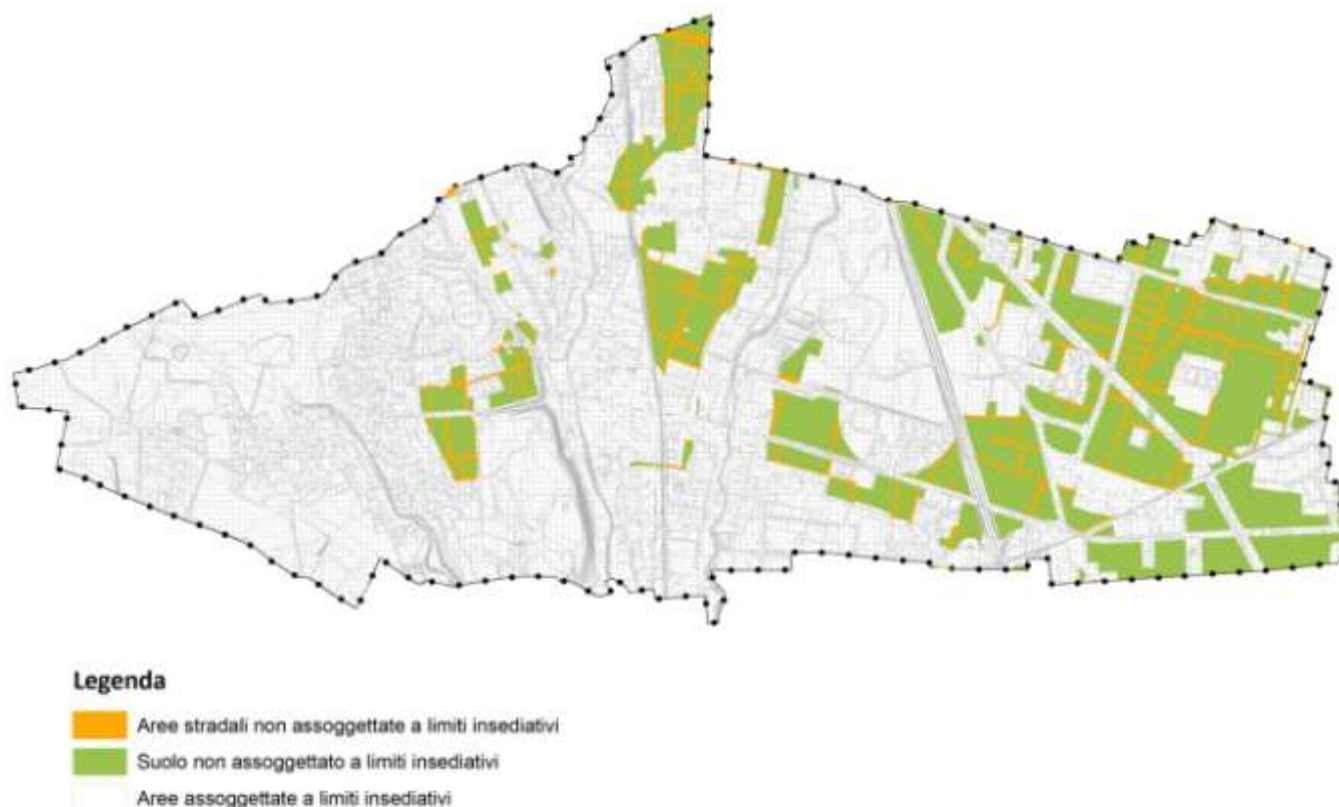 Legenda
Aree stradali non assoggettate a limiti insediativi
Suolo non assoggettato a limiti insediativi
Aree assoggettate a limiti insediativi